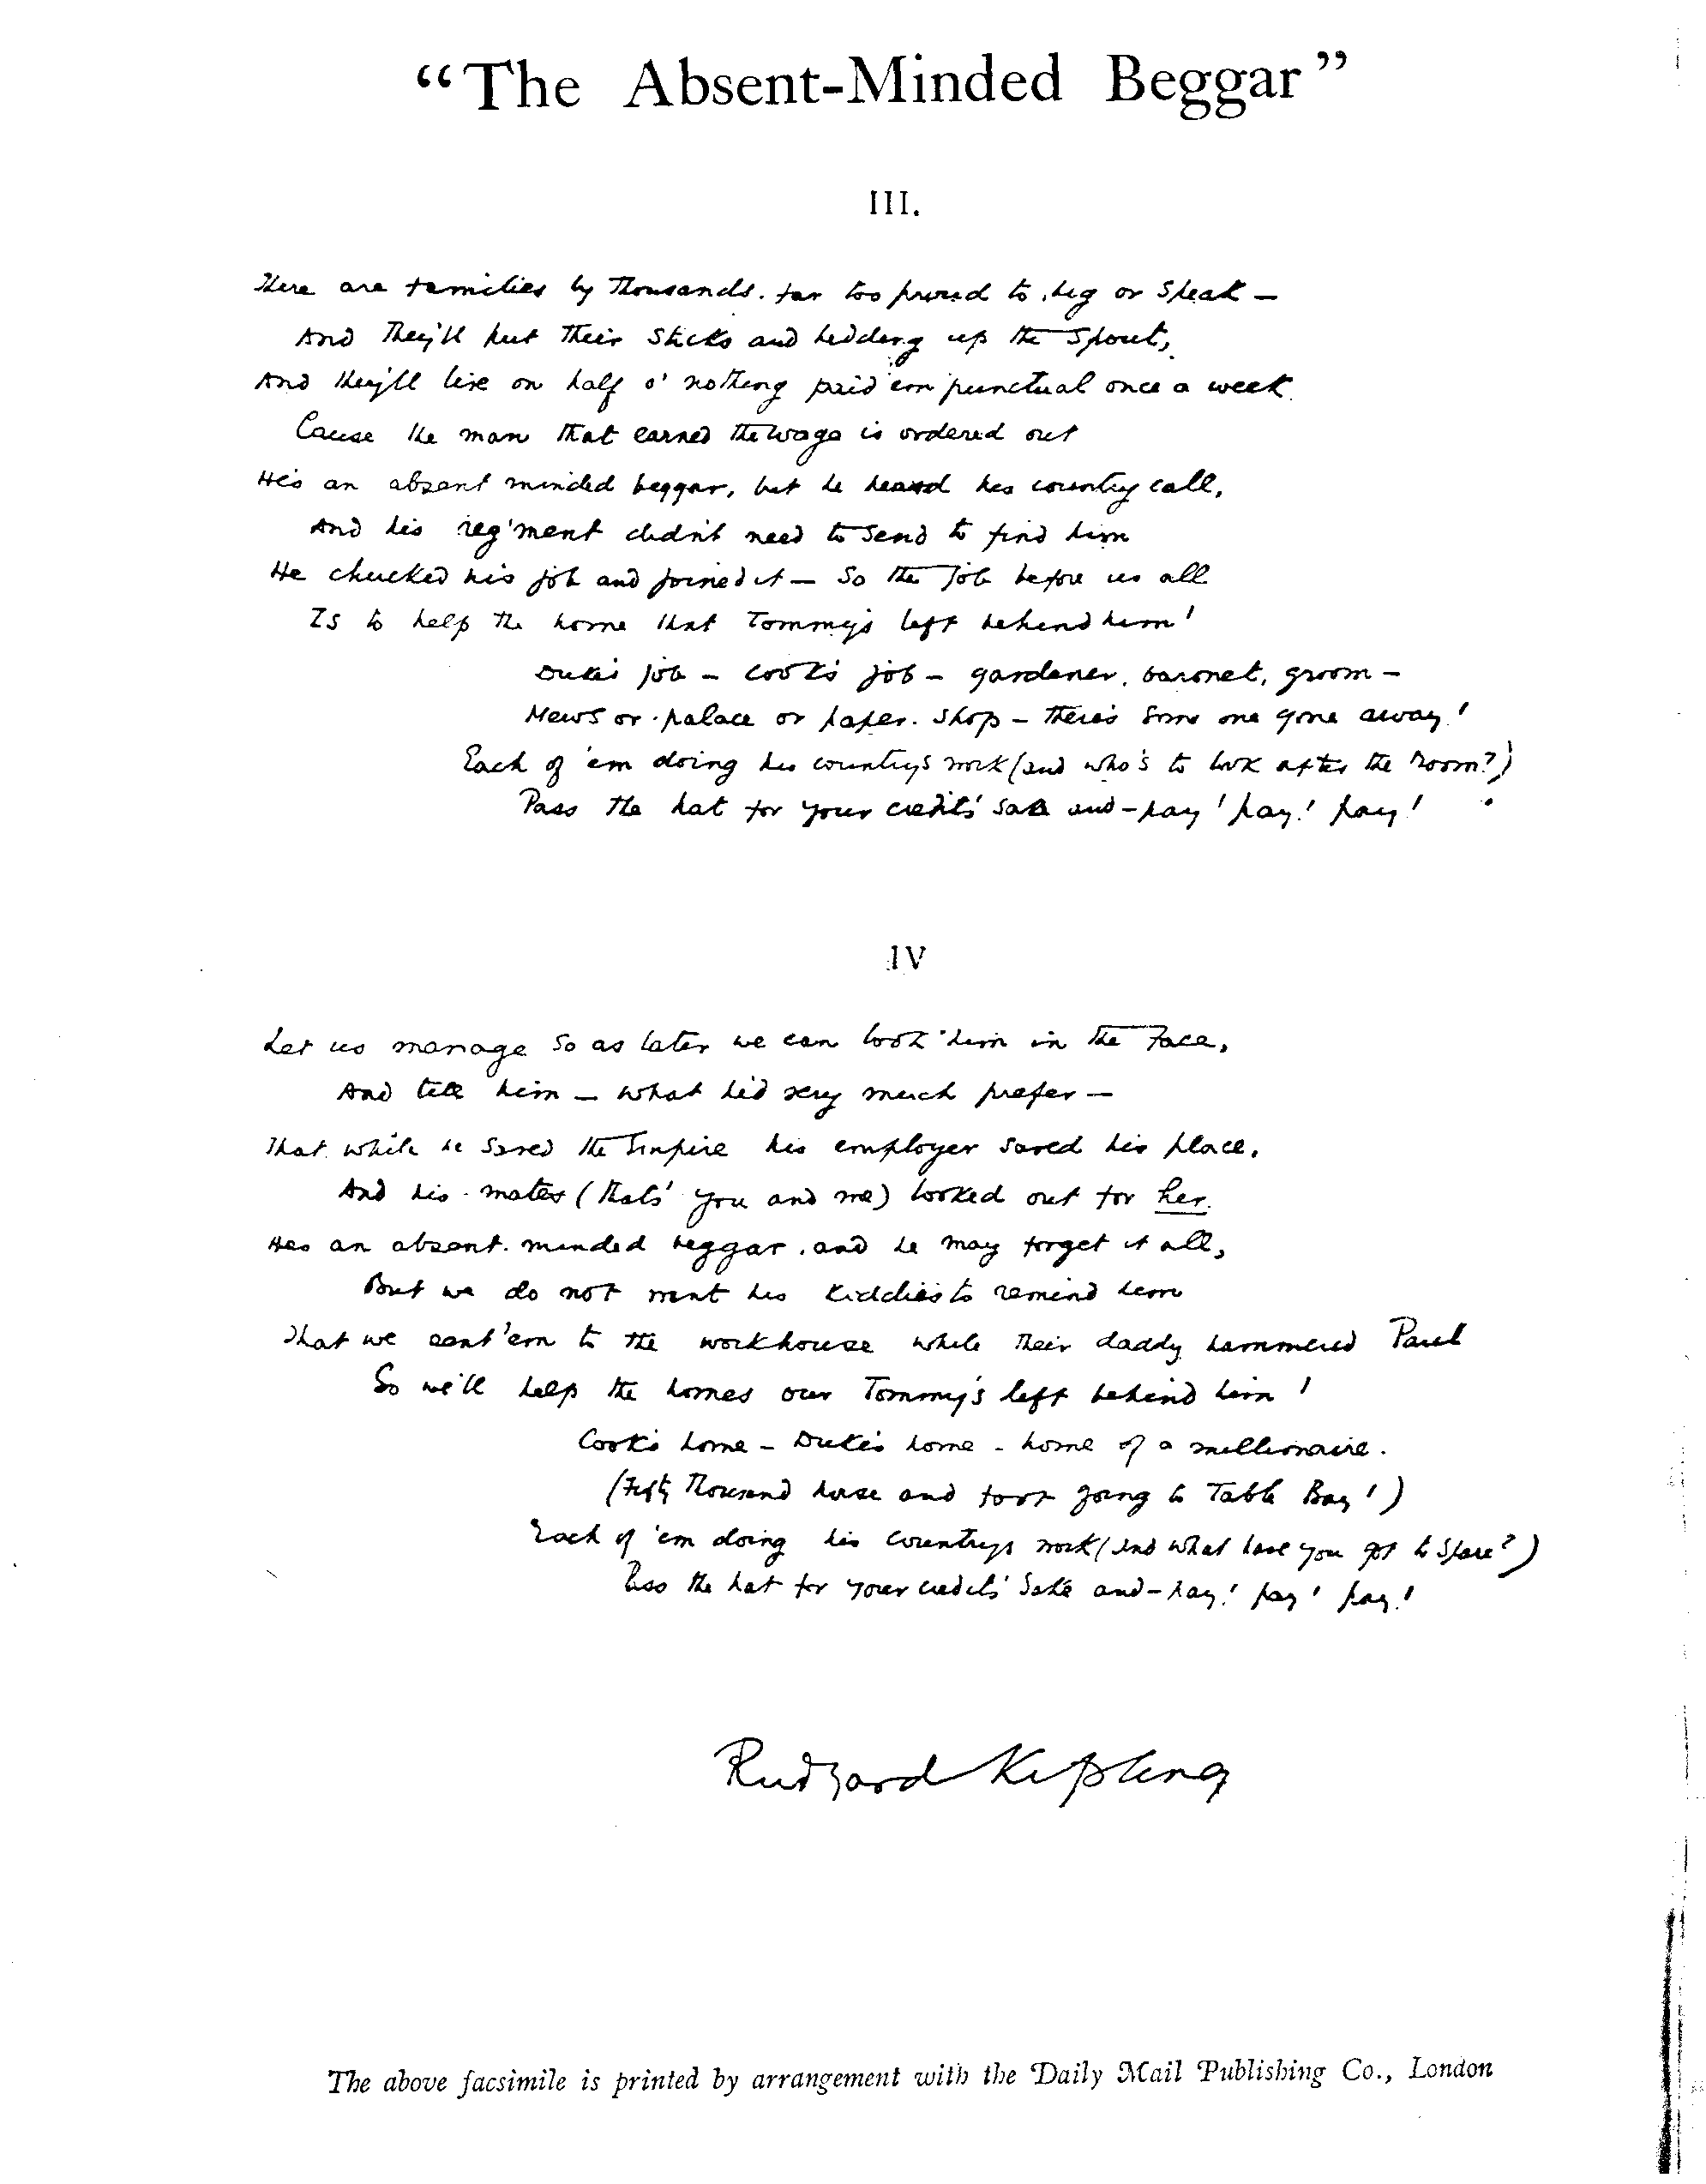 "The Absent-Minded Beggar"
III.
There are families by thousands. far too proud to beg or speak —
And they'll put their sticks and bedding up the spout,
And they'll live on half o' nothing paid 'em punctual once a week
Cause the man that earned the wage is ordered out
He's an absent minded beggar, but he heard his country call,
And his reg'ment didn't need to send to find him
He chucked his job and joined it — So the job before us all
Is to help the home that Tommy's left behind him!
Duke's job — cook's job — gardener, baronet, groom —
Mews or palace or paper-shop — there's some one gone away!
Each of 'em doing his country's work (and who's to look after the room?)
Pass the hat for your credit's sake and — pay! pay! pay!
IV
Let us manage so as later we can look him in the face,
And tell him — what he'd very much prefer —
That while he saved the Empire his employer saved his place,
And his mates (that's you and me) looked out for her.
He's an absent-minded beggar, and he may forget it all,
But we do not want his kiddies to remind him
That we sent 'em to the workhouse while their daddy hammered Paul
So we'll help the homes our Tommy's left behind him!
Cook's home — Duke's home — home of a millionaire.
(Fifty thousand horse and foot going to Table Bay!)
Each of 'em doing his country's work (and what have you got to spare?)
Pass the hat for your credit's sake and — pay! pay! pay!
Rudyard Kipling
The above facsimile is printed by arrangement with the Daily Mail Publishing Co., London